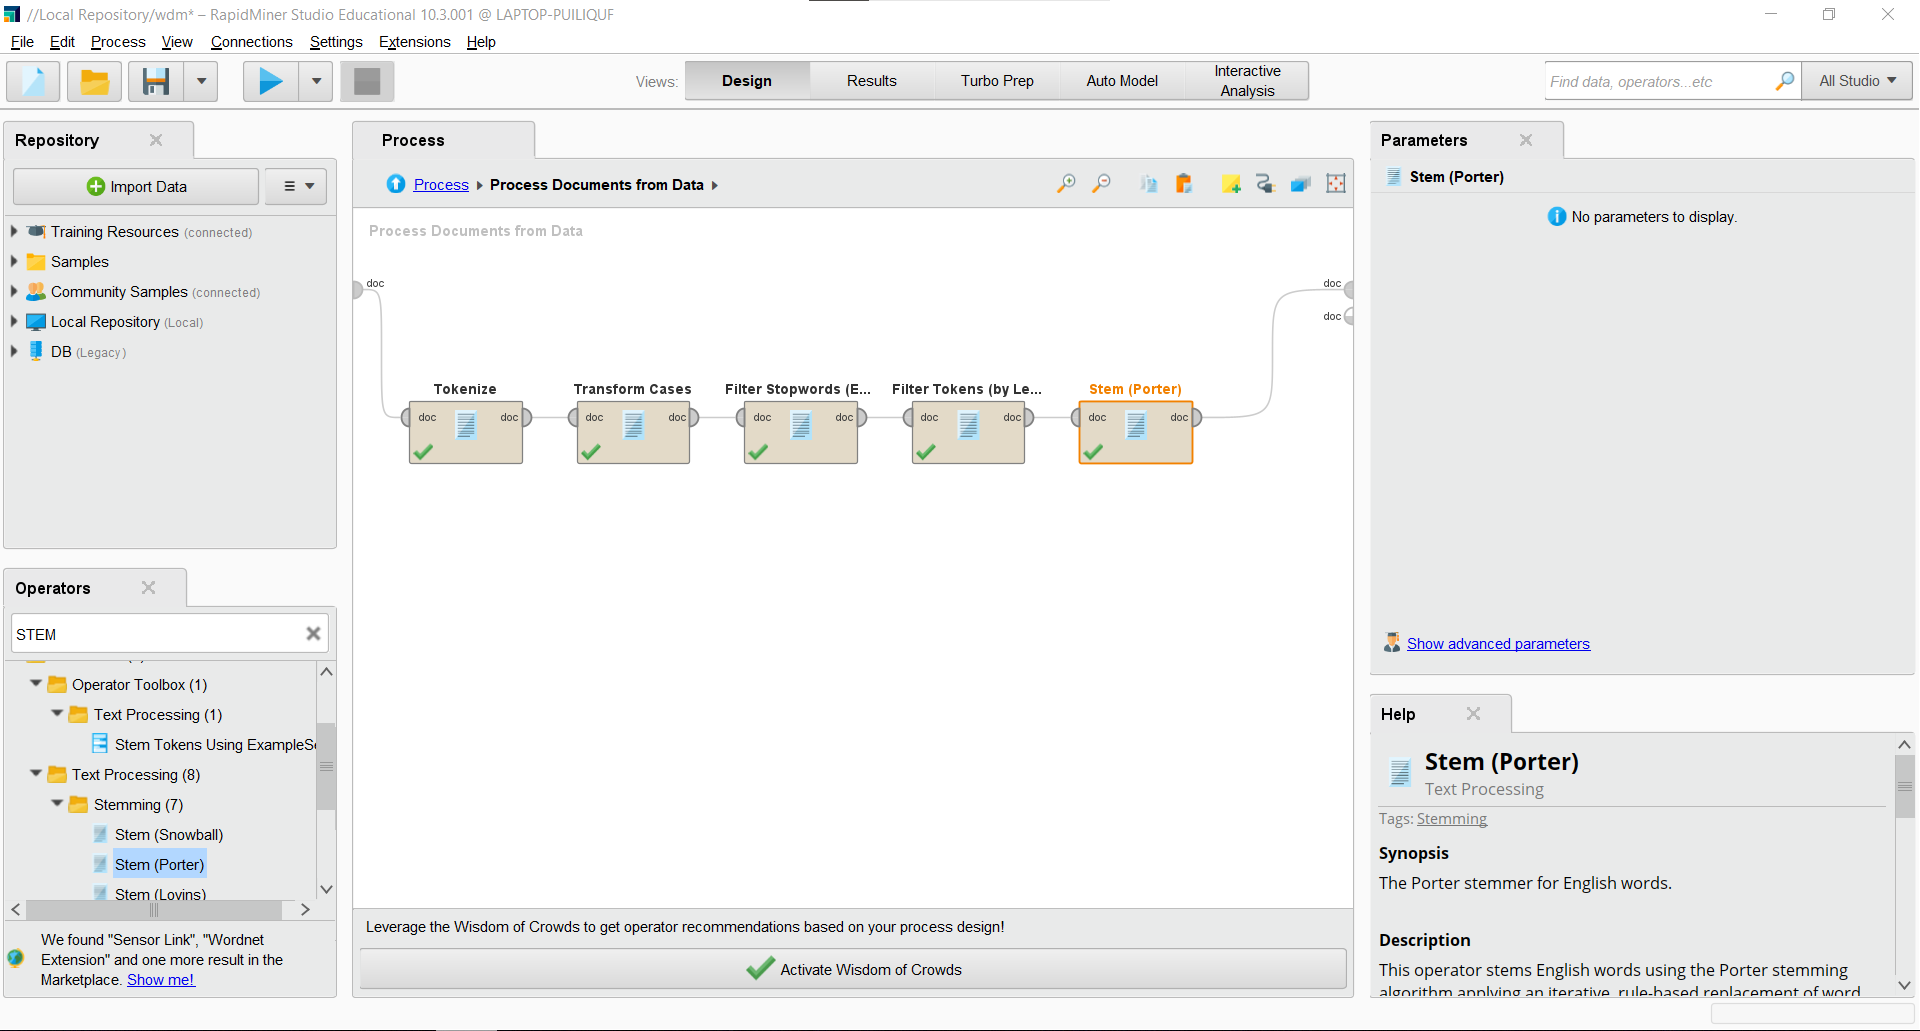 //Local Repository/wdm* – RapidMiner Studio Educational 10.3.001 @ LAPTOP-PUILIQUF
File Edit Process View Connections Settings Extensions Help
Views: Design Results Turbo Prep Auto Model Interactive Analysis
Find data, operators...etc All Studio
Repository
Import Data
Training Resources (connected)
Samples
Community Samples (connected)
Local Repository (Local)
DB (Legacy)
Operators
STEM
Operator Toolbox (1)
Text Processing (1)
Stem Tokens Using ExampleS
Text Processing (8)
Stemming (7)
Stem (Snowball)
Stem (Porter)
Stem (Lovins)
We found "Sensor Link", "Wordnet
Extension" and one more result in the
Marketplace. Show me!
Process
Process Process Documents from Data
Process Documents from Data
doc
doc
doc
Tokenize Transform Cases Filter Stopwords (E... Filter Tokens (by Le... Stem (Porter)
doc doc doc doc doc doc doc doc doc doc
Leverage the Wisdom of Crowds to get operator recommendations based on your process design!
Activate Wisdom of Crowds
Parameters
Stem (Porter)
No parameters to display.
Show advanced parameters
Help
Stem (Porter)
Text Processing
Tags: Stemming
Synopsis
The Porter stemmer for English words.
Description
This operator stems English words using the Porter stemming
algorithm applying an iterative, rule-based replacement of word